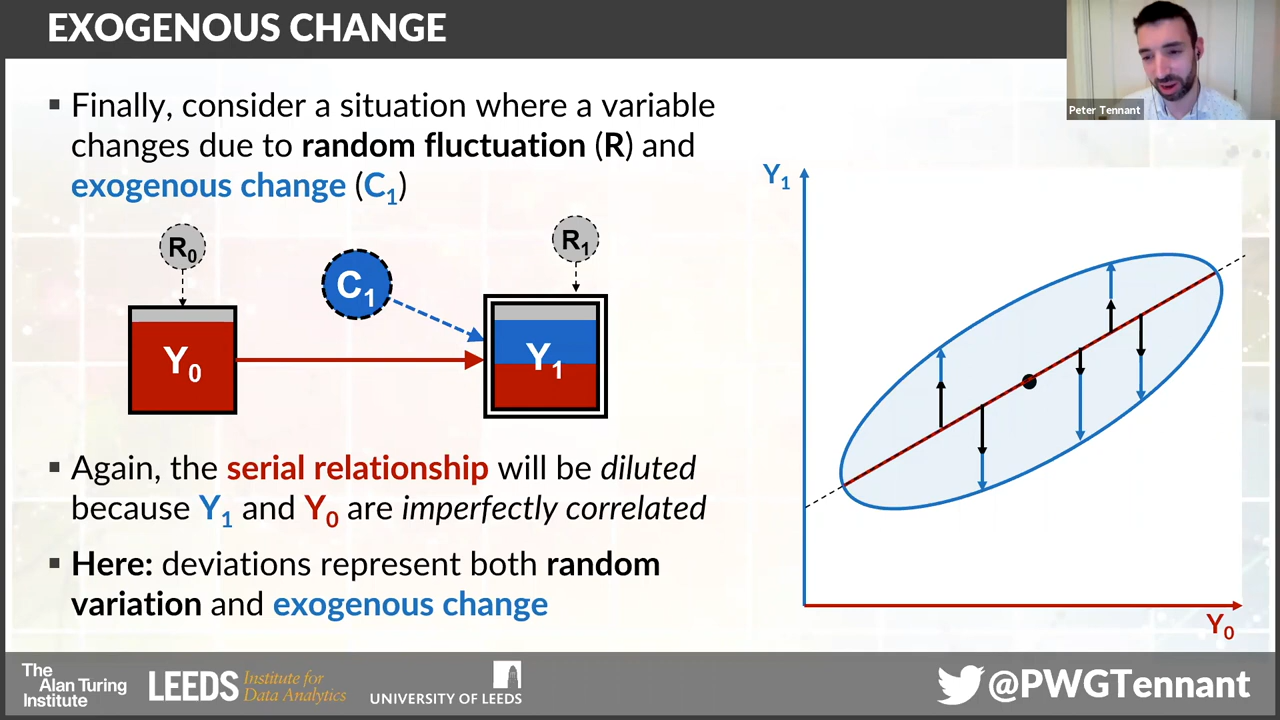 EXOGENOUS CHANGE
Peter Tennant
▪ Finally, consider a situation where a variable
changes due to random fluctuation (R) and
exogenous change (C1)
R0
R1
C1
Y0
Y1
▪ Again, the serial relationship will be diluted
because Y1 and Y0 are imperfectly correlated
▪ Here: deviations represent both random
variation and exogenous change
Y1
Y0
The
Alan Turing
Institute
LEEDS Institute for
Data Analytics
UNIVERSITY OF LEEDS
@PWGTennant